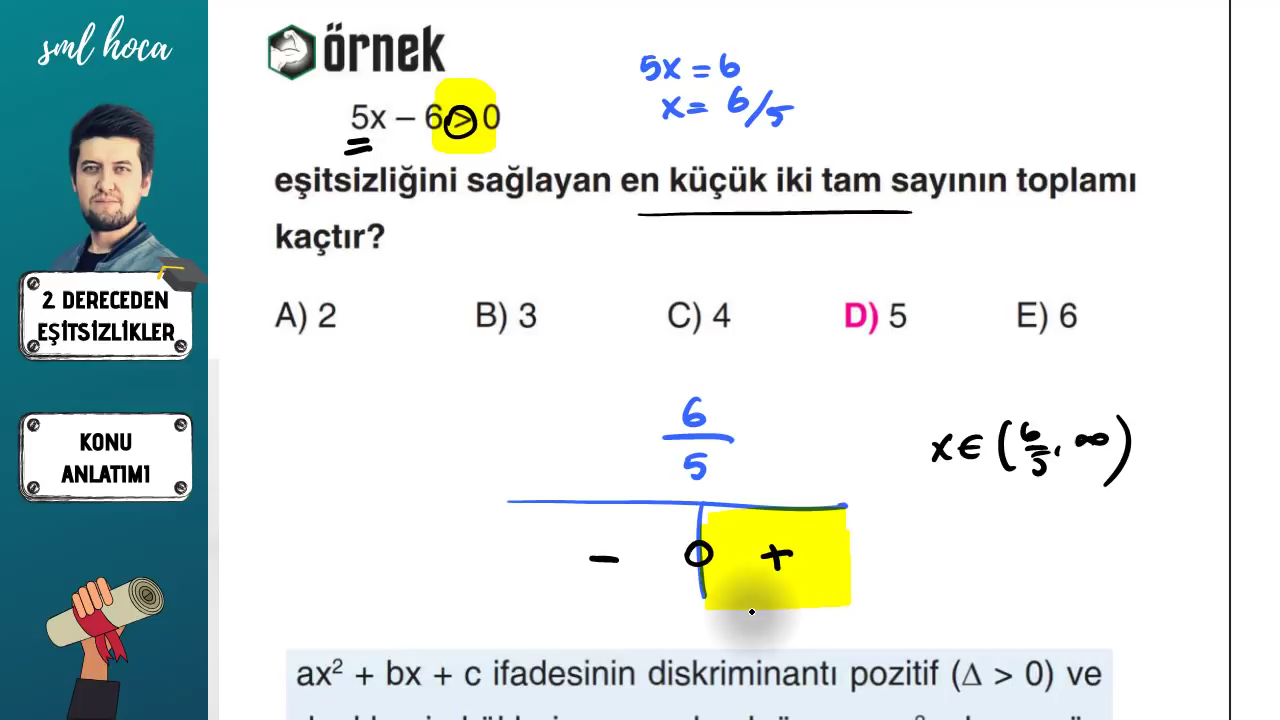 sml hoca
2. DERECEDEN
EŞİTSİZLİKLER
KONU
ANLATIMI
örnek
5x = 6
x = 6/5
5x – 6 > 0
eşitsizliğini sağlayan en küçük iki tam sayının toplamı
kaçtır?
A) 2 B) 3 C) 4 D) 5 E) 6
6
5
x ∈ (6/5, ∞)
– 0 +
ax² + bx + c ifadesinin diskriminantı pozitif (Δ > 0) ve